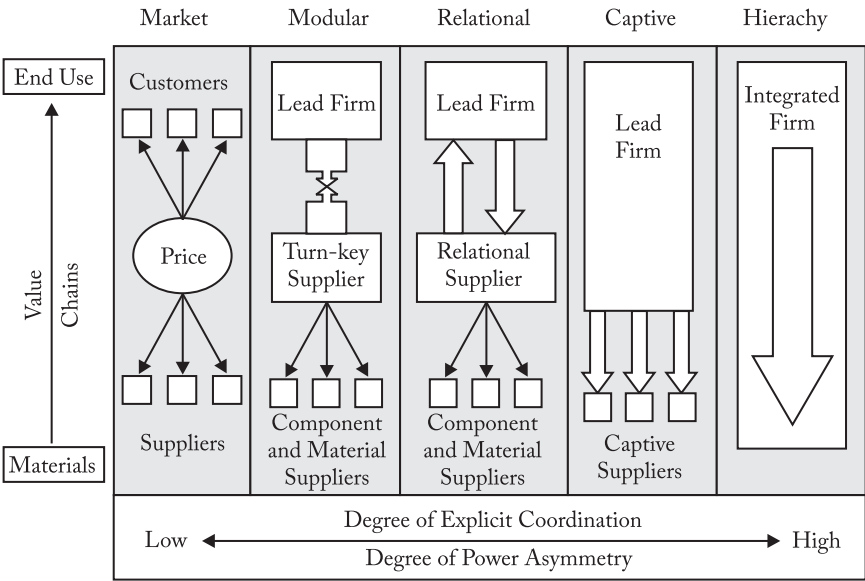 Market
Modular
Relational
Captive
Hierarchy
End Use
Value
Chains
Materials
Customers
Price
Suppliers
Lead Firm
Turn-key
Supplier
Component
and Material
Suppliers
Lead Firm
Relational
Supplier
Component
and Material
Suppliers
Lead
Firm
Captive
Suppliers
Integrated
Firm
Degree of Explicit Coordination
Low
High
Degree of Power Asymmetry